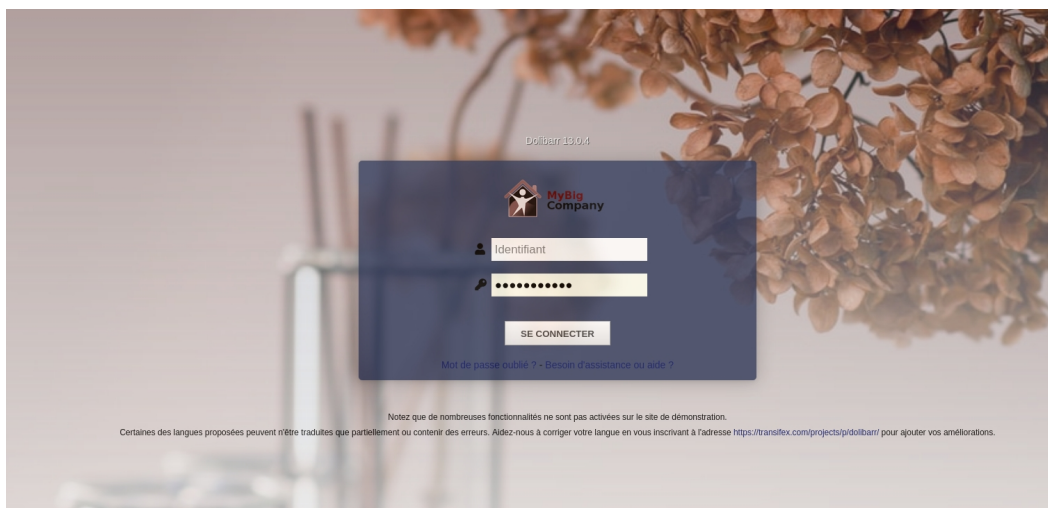 Dolibarr 13.0.4
MyBig
Company
Identifiant
●●●●●●●●●●●
SE CONNECTER
Mot de passe oublié ? - Besoin d'assistance ou aide ?
Notez que de nombreuses fonctionnalités ne sont pas activées sur le site de démonstration.
Certaines des langues proposées peuvent n'être traduites que partiellement ou contenir des erreurs. Aidez-nous à corriger votre langue en vous inscrivant à l'adresse https://transifex.com/projects/p/dolibarr/ pour ajouter vos améliorations.